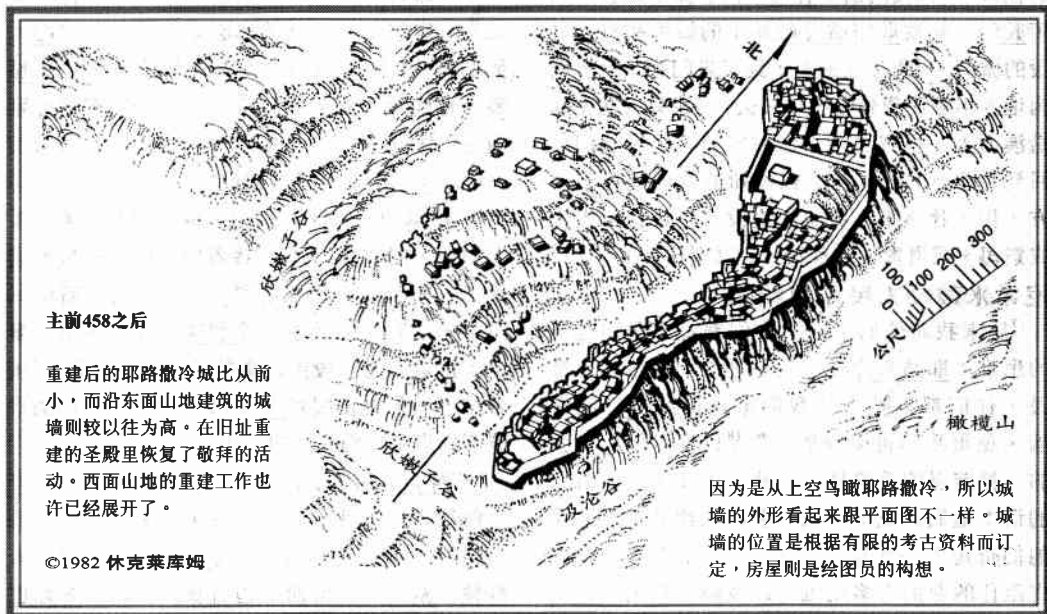 北
欣嫩子谷
300
200
100
0
100
公尺
橄榄山
主前458之后
重建后的耶路撒冷城比从前
小，而沿东面山地建筑的城
墙则较以往为高。在旧址重
建的圣殿里恢复了敬拜的活
动。西面山地的重建工作也
许已经展开了。
©1982 休克莱库姆
欣嫩子谷
汲沦谷
因为是从上空鸟瞰耶路撒冷，所以城
墙的外形看起来跟平面图不一样。城
墙的位置是根据有限的考古资料而订
定，房屋则是绘图员的构想。